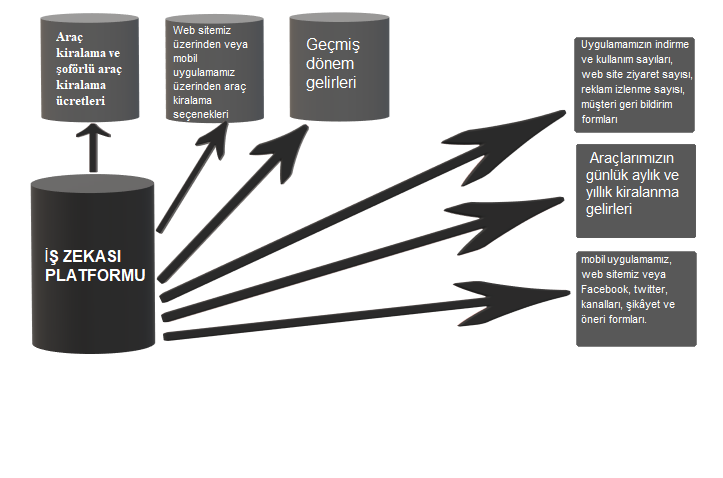 Araç
kiralama ve
şoförlü araç
kiralama
ücretleri
Web sitemiz
üzerinden veya
mobil
uygulamamız
üzerinden araç
kiralama
seçenekleri
Geçmiş
dönem
gelirleri
Uygulamamızın indirme
ve kullanım sayıları,
web site ziyaret sayısı,
reklam izlenme sayısı,
müşteri geri bildirim
formları
Araçlarımızın
günlük aylık ve
yıllık kiralanma
gelirleri
mobil uygulamamız,
web sitemiz veya
Facebook, twitter,
kanalları, şikâyet ve
öneri formları.
İŞ ZEKASI
PLATFORMU